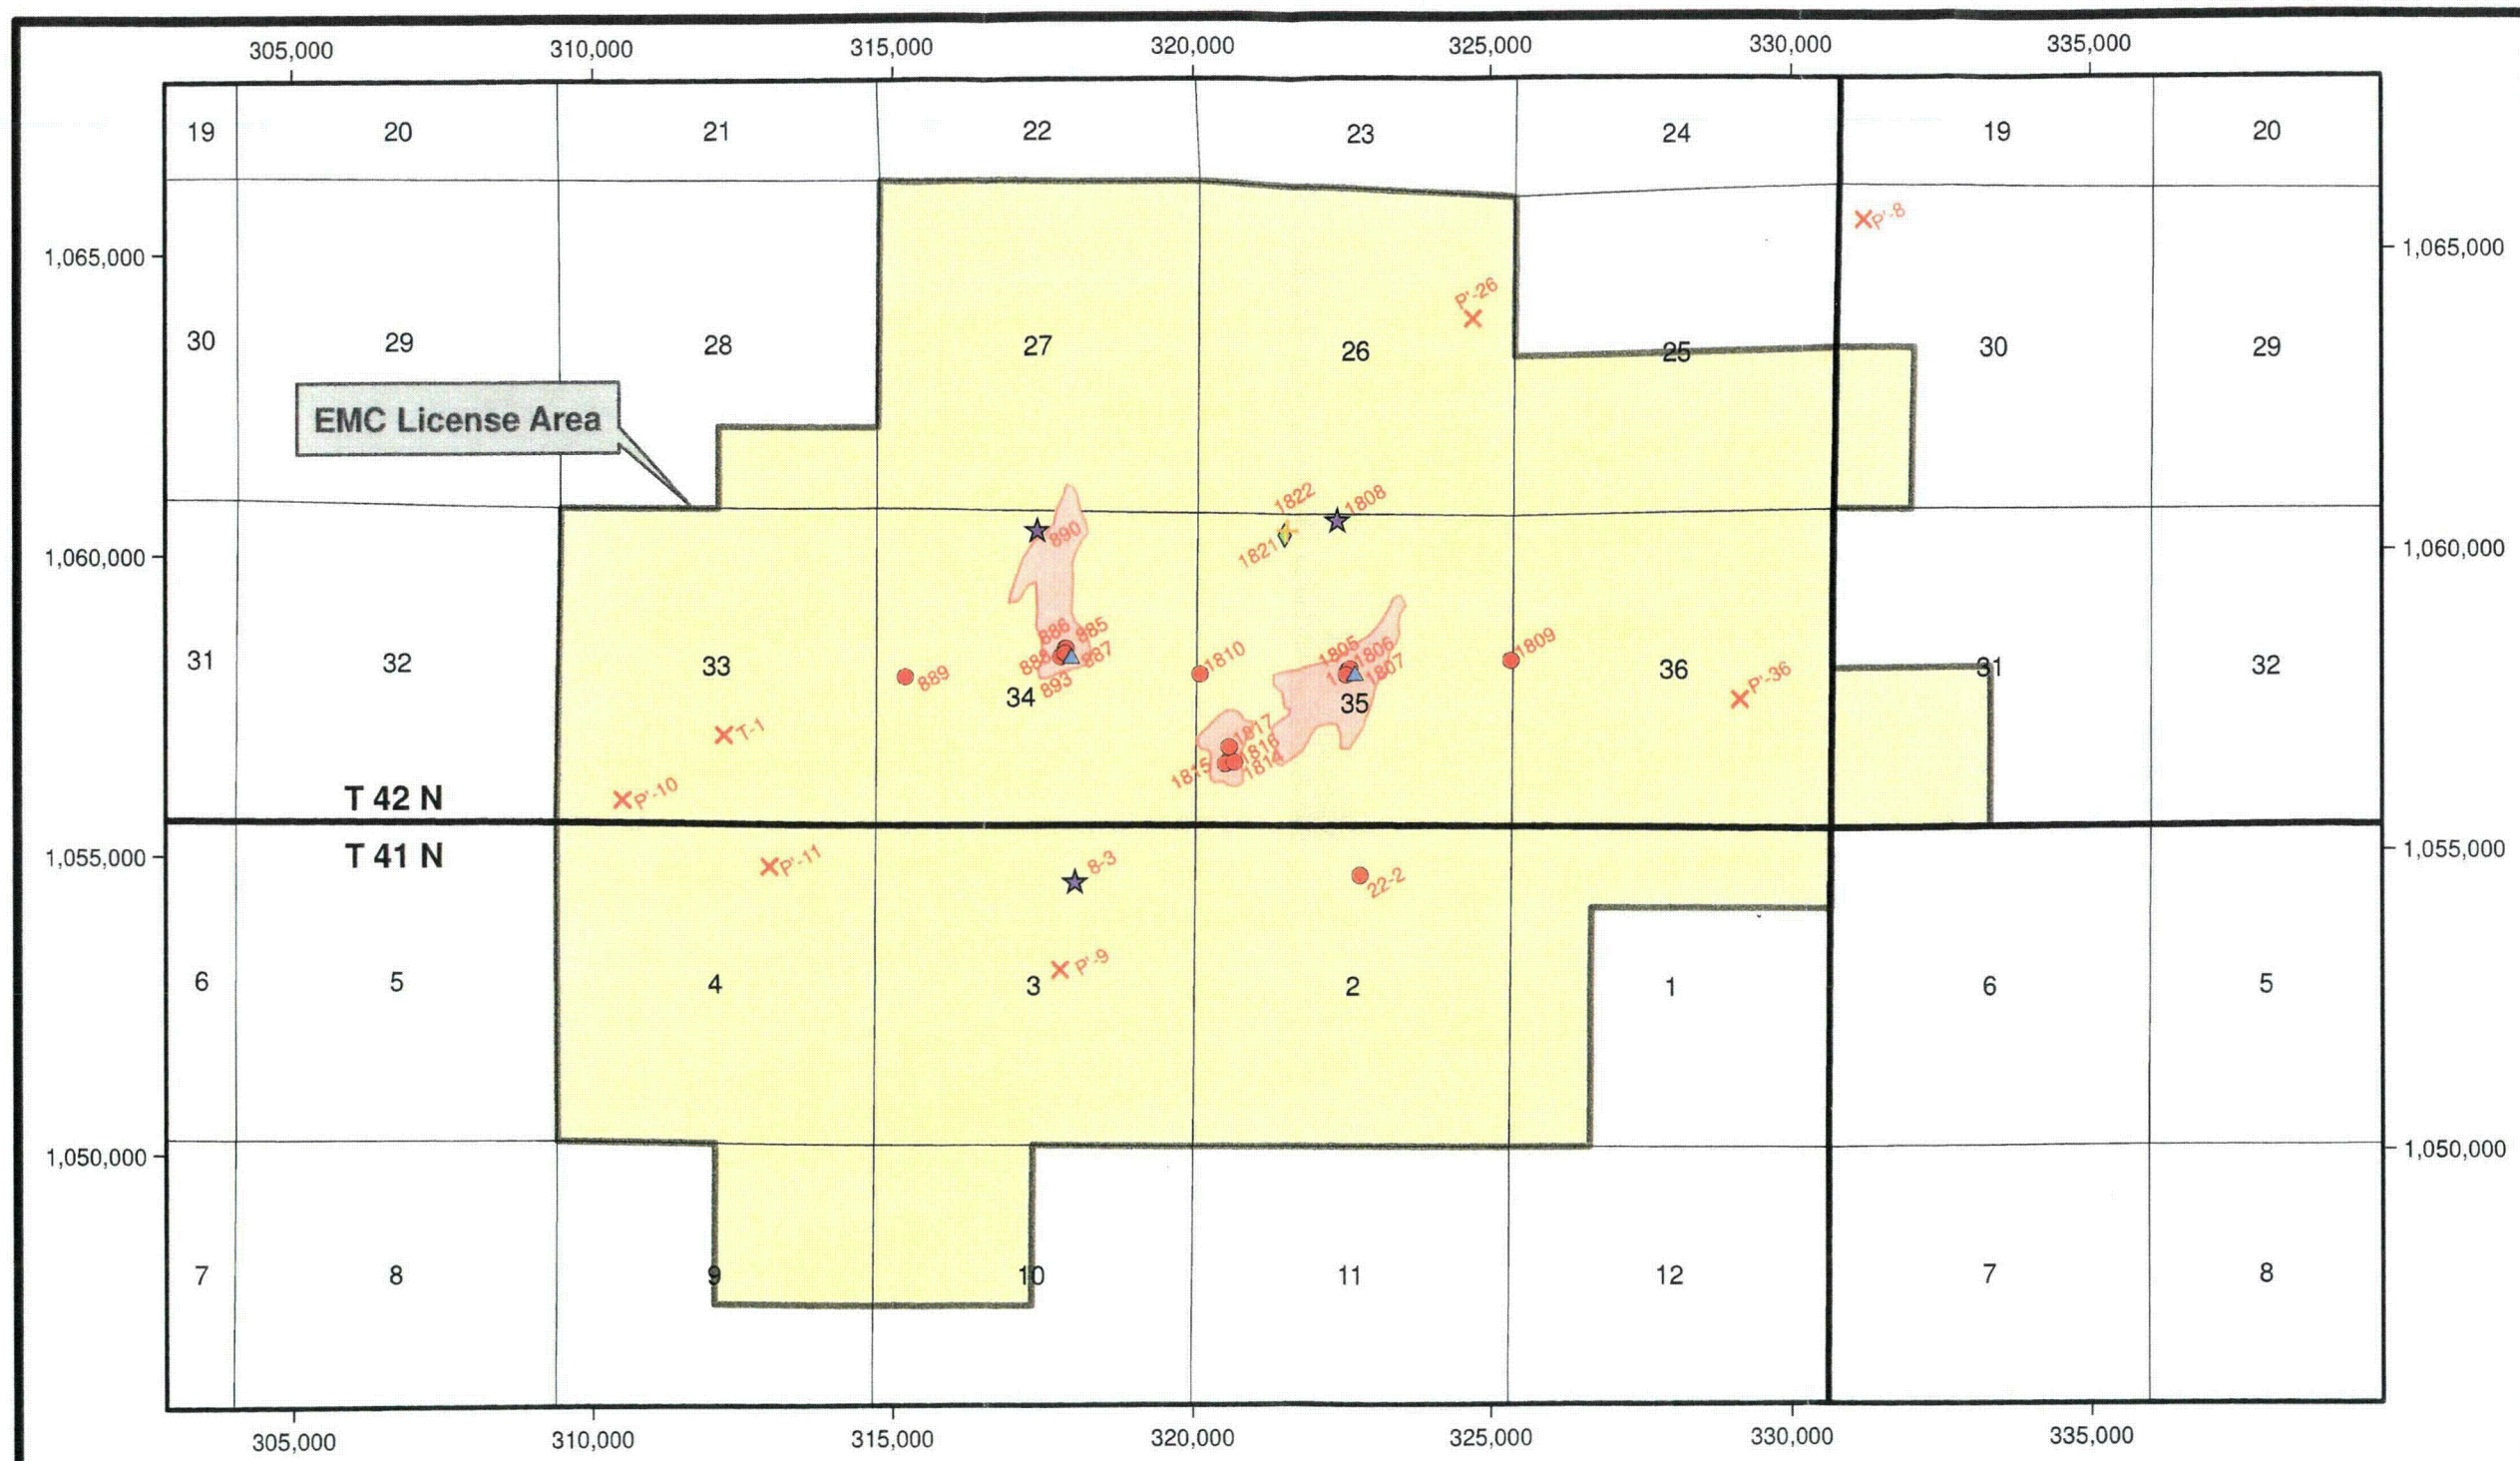 305,000 310,000 315,000 320,000 325,000 330,000 335,000
19 20 21 22 23 24 19 20
P'-8
1,065,000 1,065,000
P'-26
30 29 28 27 26 25 30 29
EMC License Area
1822 1808
890
1821
1,060,000 1,060,000
886 885
888 887
893
1805 1806
1807
1810 1809
889
31 32 33 34 35 36 31 32
P'-36
T-1
1817
1816
1815 1814
P'-10
T 42 N
T 41 N
1,055,000 1,055,000
P'-11 8-3 22-2
P'-9
6 5 4 3 2 1 6 5
1,050,000 1,050,000
7 8 9 10 11 12 7 8
305,000 310,000 315,000 320,000 325,000 330,000 335,000